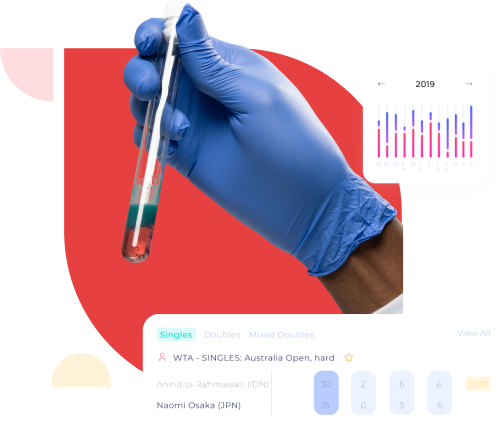 ← 2019 →
Singles Doubles Mixed Doubles View All
WTA - SINGLES: Australia Open, hard
Anindita Rahmawati (IDN) 30 2 6 6 WIN
Naomi Osaka (JPN) 15 0 3 6